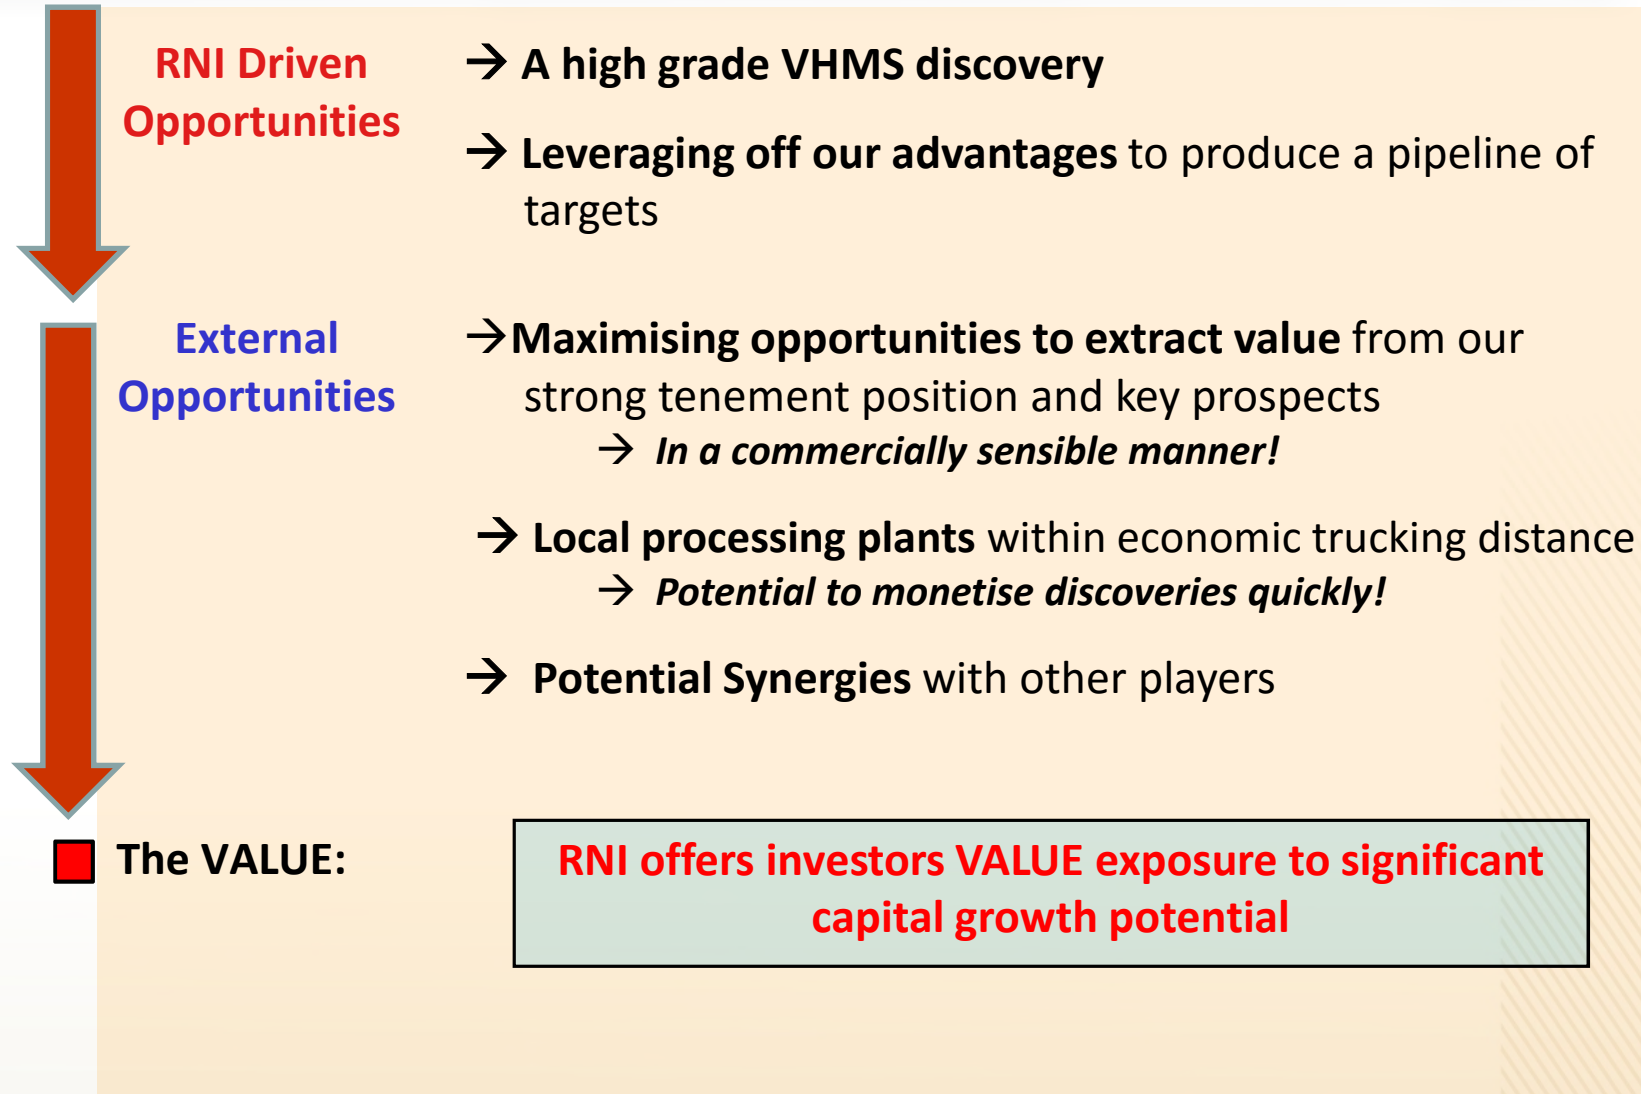 RNI Driven
Opportunities
→ A high grade VHMS discovery
→ Leveraging off our advantages to produce a pipeline of
targets
External
Opportunities
→Maximising opportunities to extract value from our
strong tenement position and key prospects
→ In a commercially sensible manner!
→ Local processing plants within economic trucking distance
→ Potential to monetise discoveries quickly!
→ Potential Synergies with other players
The VALUE:
RNI offers investors VALUE exposure to significant
capital growth potential